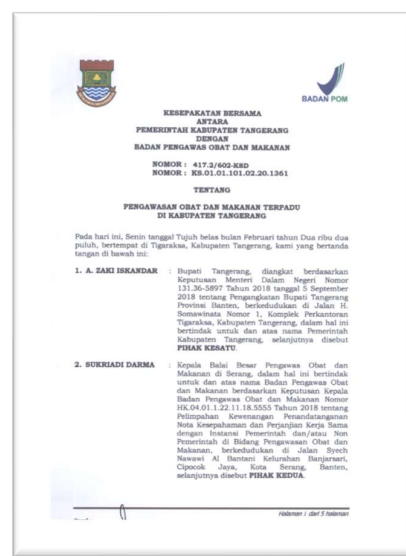 BADAN POM
KESEPAKATAN BERSAMA
ANTARA
PEMERINTAH KABUPATEN TANGERANG
DENGAN
BADAN PENGAWAS OBAT DAN MAKANAN
NOMOR : 417.2/602-KSD
NOMOR : KS.01.01.101.02.20.1361
TENTANG
PENGAWASAN OBAT DAN MAKANAN TERPADU
DI KABUPATEN TANGERANG
Pada hari ini, Senin tanggal Tujuh belas bulan Februari tahun Dua ribu dua
puluh, bertempat di Tigaraksa, Kabupaten Tangerang, kami yang bertanda
tangan di bawah ini:
1. A. ZAKI ISKANDAR : Bupati Tangerang, diangkat berdasarkan
Keputusan Menteri Dalam Negeri Nomor
131.36-5897 Tahun 2018 tanggal 5 September
2018 tentang Pengangkatan Bupati Tangerang
Provinsi Banten, berkedudukan di Jalan H.
Somawinata Nomor 1, Komplek Perkantoran
Tigaraksa, Kabupaten Tangerang, dalam hal ini
bertindak untuk dan atas nama Pemerintah
Kabupaten Tangerang, selanjutnya disebut
PIHAK KESATU.
2. SUKRIADI DARMA : Kepala Balai Besar Pengawas Obat dan
Makanan di Serang, dalam hal ini bertindak
untuk dan atas nama Badan Pengawas Obat
dan Makanan berdasarkan Keputusan Kepala
Badan Pengawas Obat dan Makanan Nomor
HK.04.01.1.22.11.18.5555 Tahun 2018 tentang
Pelimpahan Kewenangan Penandatanganan
Nota Kesepahaman dan Perjanjian Kerja Sama
dengan Instansi Pemerintah dan/atau Non
Pemerintah di Bidang Pengawasan Obat dan
Makanan, berkedudukan di Jalan Syech
Nawawi Al Bantani Kelurahan Banjarsari,
Cipocok Jaya, Kota Serang, Banten,
selanjutnya disebut PIHAK KEDUA.
Halaman 1 dari 5 halaman